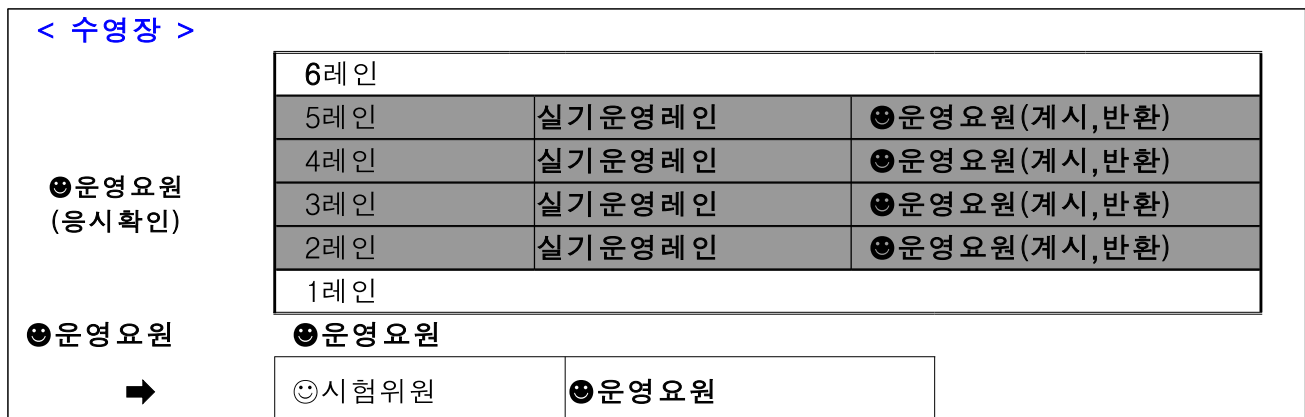 < 수영장 >
6레인
5레인 실기운영레인 ☻운영요원(계시,반환)
4레인 실기운영레인 ☻운영요원(계시,반환)
☻운영요원
(응시확인)
3레인 실기운영레인 ☻운영요원(계시,반환)
2레인 실기운영레인 ☻운영요원(계시,반환)
1레인
☻운영요원 ☻운영요원
➡ ☺시험위원 ☻운영요원